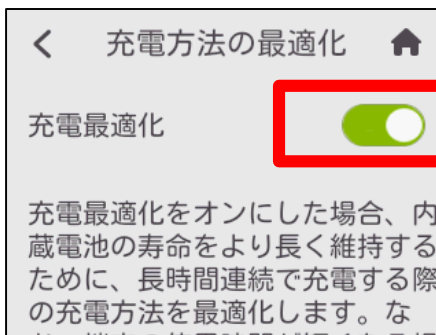 充電方法の最適化
充電最適化
充電最適化をオンにした場合、内
蔵電池の寿命をより長く維持する
ために、長時間連続で充電する際
の充電方法を最適化します。な